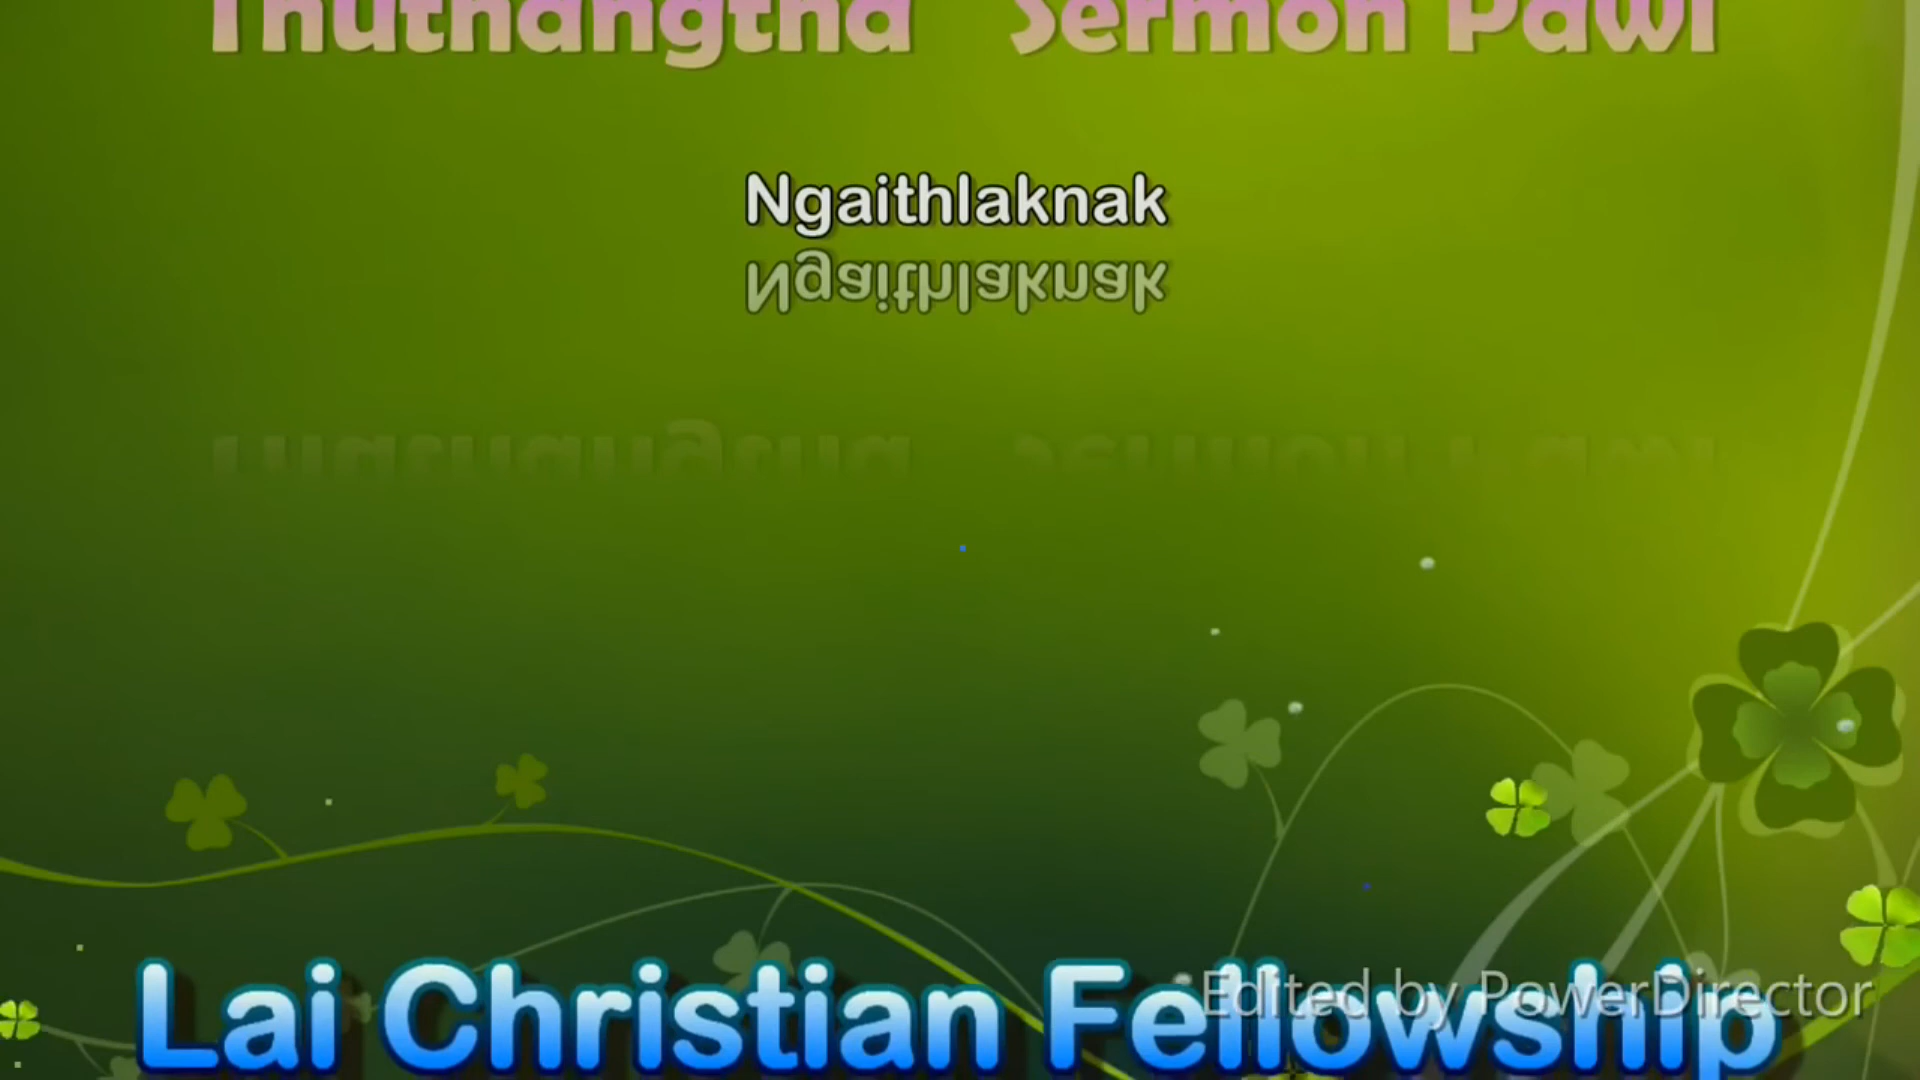 Thuthangtha Sermon Pawl
Ngaithlaknak
Lai Christian Fellowship
Edited by PowerDirector